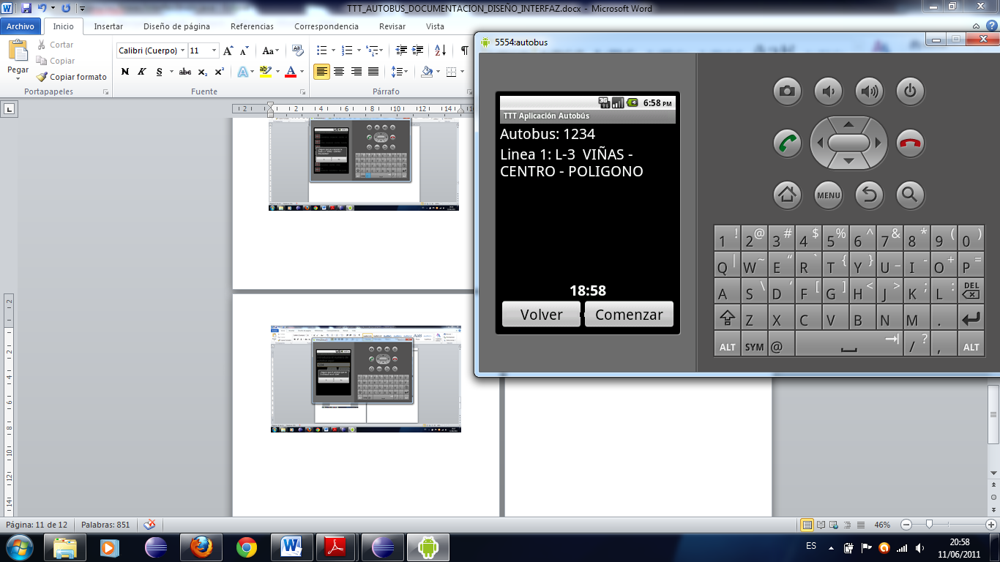 TTT_AUTOBUS_DOCUMENTACION_DISEÑO_INTERFAZ.docx - Microsoft Word
Archivo Inicio Insertar Diseño de página Referencias Correspondencia Revisar Vista
Cortar
Copiar
Copiar formato
Pegar
Calibri (Cuerpo) 11
Portapapeles Fuente Párrafo
5554:autobus
3G 6:58 PM
TTT Aplicación Autobús
Autobus: 1234
Linea 1: L-3 VIÑAS -
CENTRO - POLIGONO
18:58
Volver Comenzar
MENU
1 ! 2 @ 3 # 4 $ 5 % 6 ^ 7 & 8 * 9 ( 0 )
Q | W ~ E " R ` T { Y } U _ I - O + P =
A S \ D ' F [ G ] H < J > K ; L : DEL
Z X C V B N M .
ALT SYM @ / ? , ALT
Página: 11 de 12 Palabras: 851 46%
ES 20:58
11/06/2011